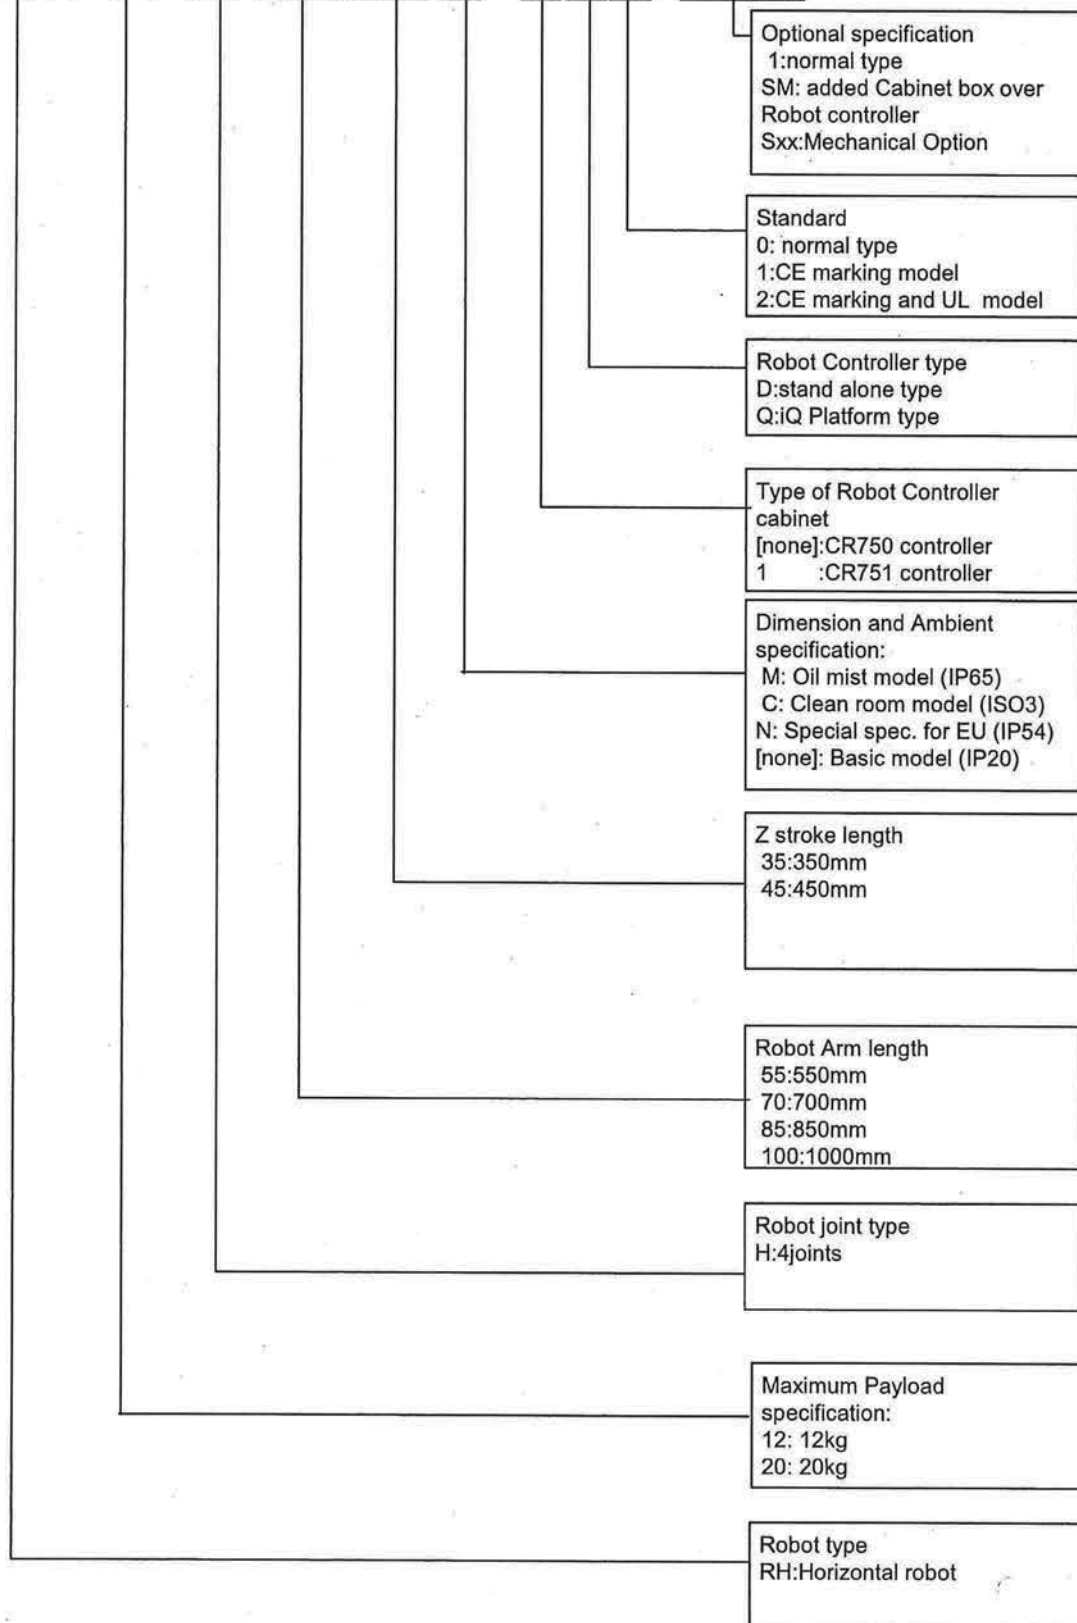 Optional specification
1:normal type
SM: added Cabinet box over
Robot controller
Sxx:Mechanical Option
Standard
0: normal type
1:CE marking model
2:CE marking and UL model
Robot Controller type
D:stand alone type
Q:iQ Platform type
Type of Robot Controller
cabinet
[none]:CR750 controller
1 :CR751 controller
Dimension and Ambient
specification:
M: Oil mist model (IP65)
C: Clean room model (ISO3)
N: Special spec. for EU (IP54)
[none]: Basic model (IP20)
Z stroke length
35:350mm
45:450mm
Robot Arm length
55:550mm
70:700mm
85:850mm
100:1000mm
Robot joint type
H:4joints
Maximum Payload
specification:
12: 12kg
20: 20kg
Robot type
RH:Horizontal robot